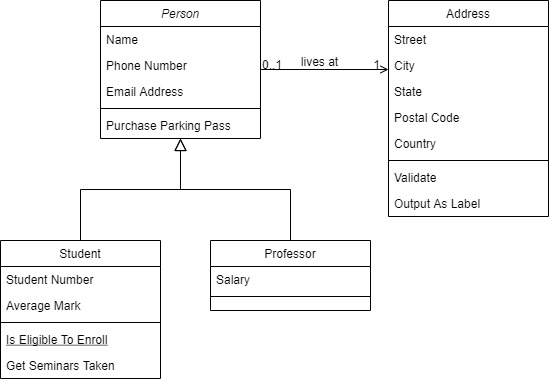 Person
Name
Phone Number
Email Address
Purchase Parking Pass
0..1
lives at
1
Address
Street
City
State
Postal Code
Country
Validate
Output As Label
Student
Student Number
Average Mark
Is Eligible To Enroll
Get Seminars Taken
Professor
Salary